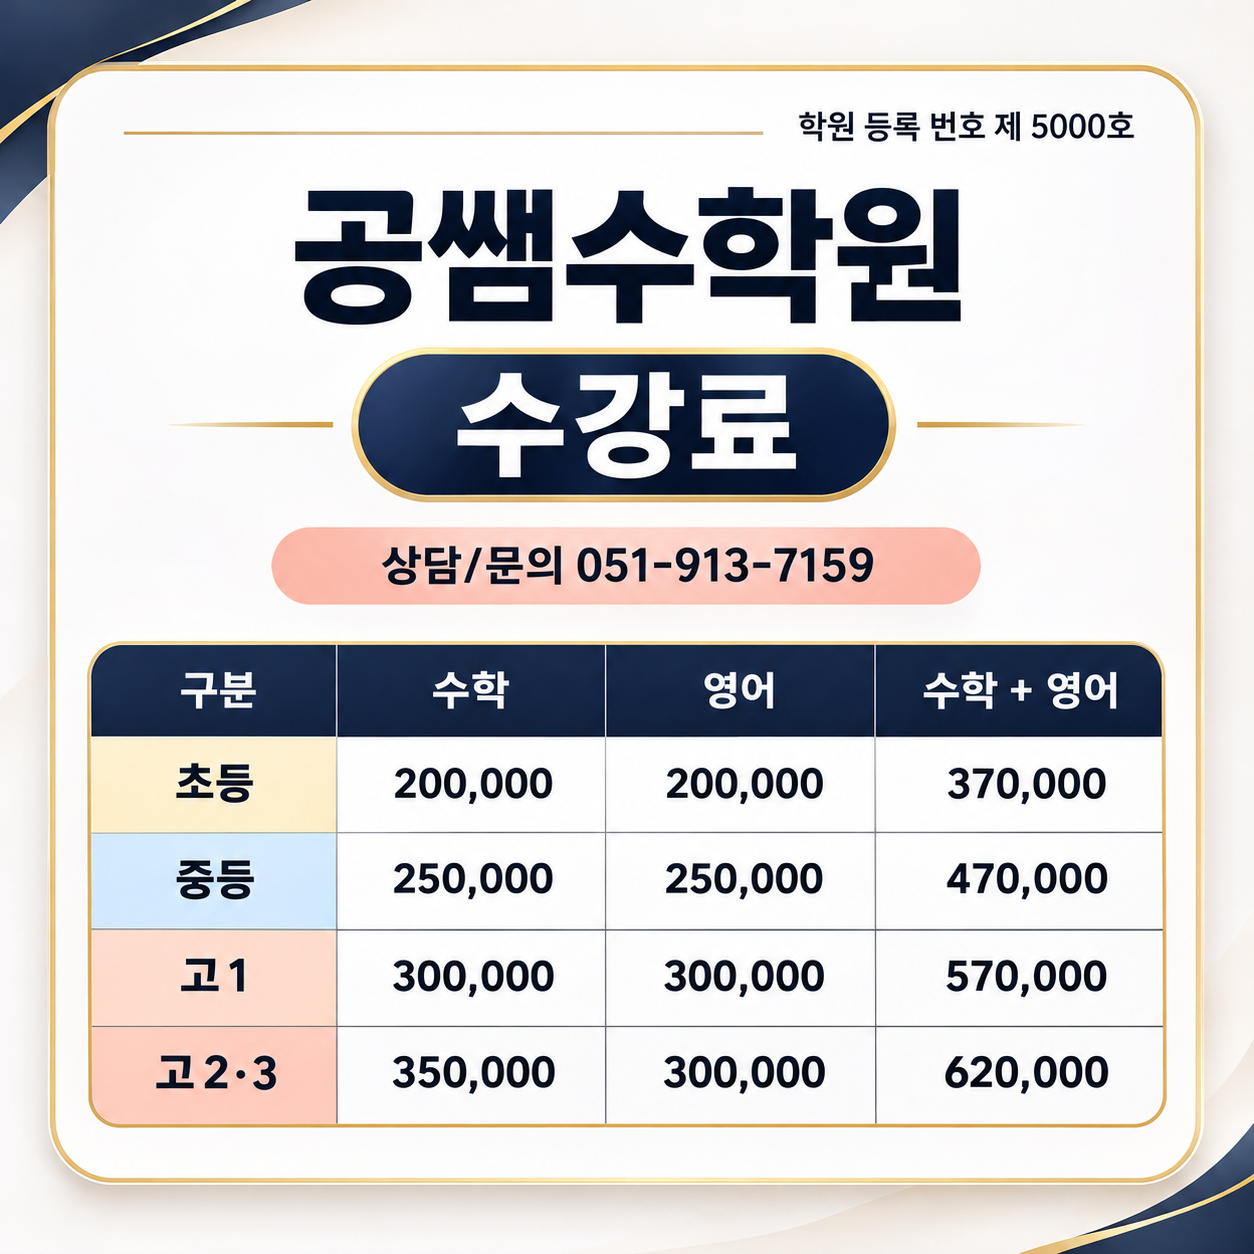 학원 등록 번호 제 5000호
공쌤수학원
수강료
상담/문의 051-913-7159
구분 수학 영어 수학 + 영어
초등 200,000 200,000 370,000
중등 250,000 250,000 470,000
고1 300,000 300,000 570,000
고2·3 350,000 300,000 620,000